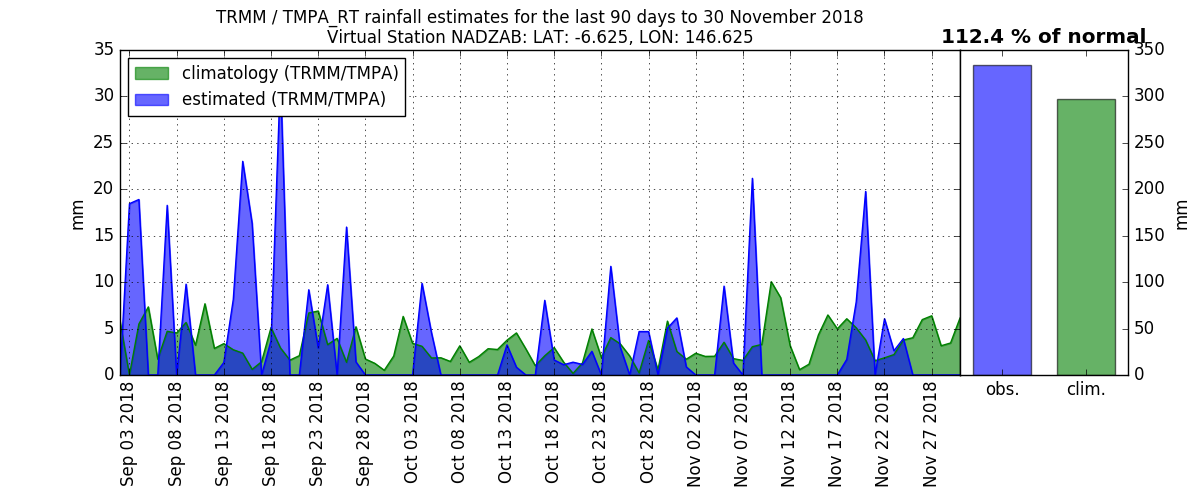 TRMM / TMPA_RT rainfall estimates for the last 90 days to 30 November 2018
Virtual Station NADZAB: LAT: -6.625, LON: 146.625
112.4 % of normal
climatology (TRMM/TMPA)
estimated (TRMM/TMPA)
mm
35
30
25
20
15
10
5
0
Sep 03 2018
Sep 08 2018
Sep 13 2018
Sep 18 2018
Sep 23 2018
Sep 28 2018
Oct 03 2018
Oct 08 2018
Oct 13 2018
Oct 18 2018
Oct 23 2018
Oct 28 2018
Nov 02 2018
Nov 07 2018
Nov 12 2018
Nov 17 2018
Nov 22 2018
Nov 27 2018
obs.
clim.
350
300
250
200
150
100
50
0
mm